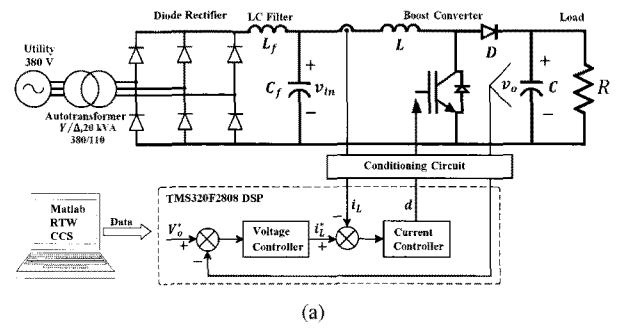 Diode Rectifier
LC Filter
Boost Converter
Load
Utility
380 V
L_f
L
D
C_f
v_in
v_o
C
R
+
−
+
−
Autotransformer
Y/Δ,20 kVA
380/110
Conditioning Circuit
TMS320F2808 DSP
Matlab
RTW
CCS
Data
V_o^*
+
−
Voltage
Controller
i_L^*
+
−
i_L
d
Current
Controller
(a)